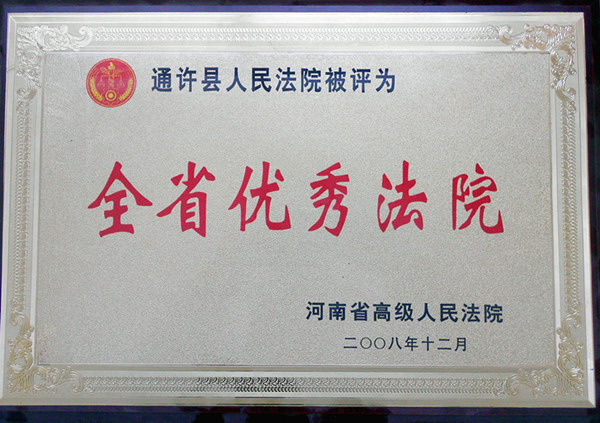 通许县人民法院被评为
全省优秀法院
河南省高级人民法院
二〇〇八年十二月